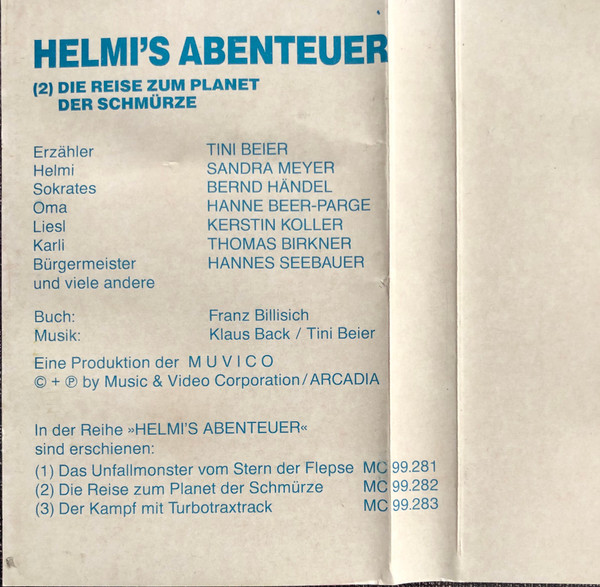 HELMI'S ABENTEUER
(2) DIE REISE ZUM PLANET
DER SCHMÜRZE
Erzähler TINI BEIER
Helmi SANDRA MEYER
Sokrates BERND HÄNDEL
Oma HANNE BEER-PARGE
Liesl KERSTIN KOLLER
Karli THOMAS BIRKNER
Bürgermeister HANNES SEEBAUER
und viele andere
Buch: Franz Billisich
Musik: Klaus Back / Tini Beier
Eine Produktion der M U V I C O
© + ℗ by Music & Video Corporation/ARCADIA
In der Reihe »HELMI'S ABENTEUER«
sind erschienen:
(1) Das Unfallmonster vom Stern der Flepse MC 99.281
(2) Die Reise zum Planet der Schmürze MC 99.282
(3) Der Kampf mit Turbotraxtrack MC 99.283